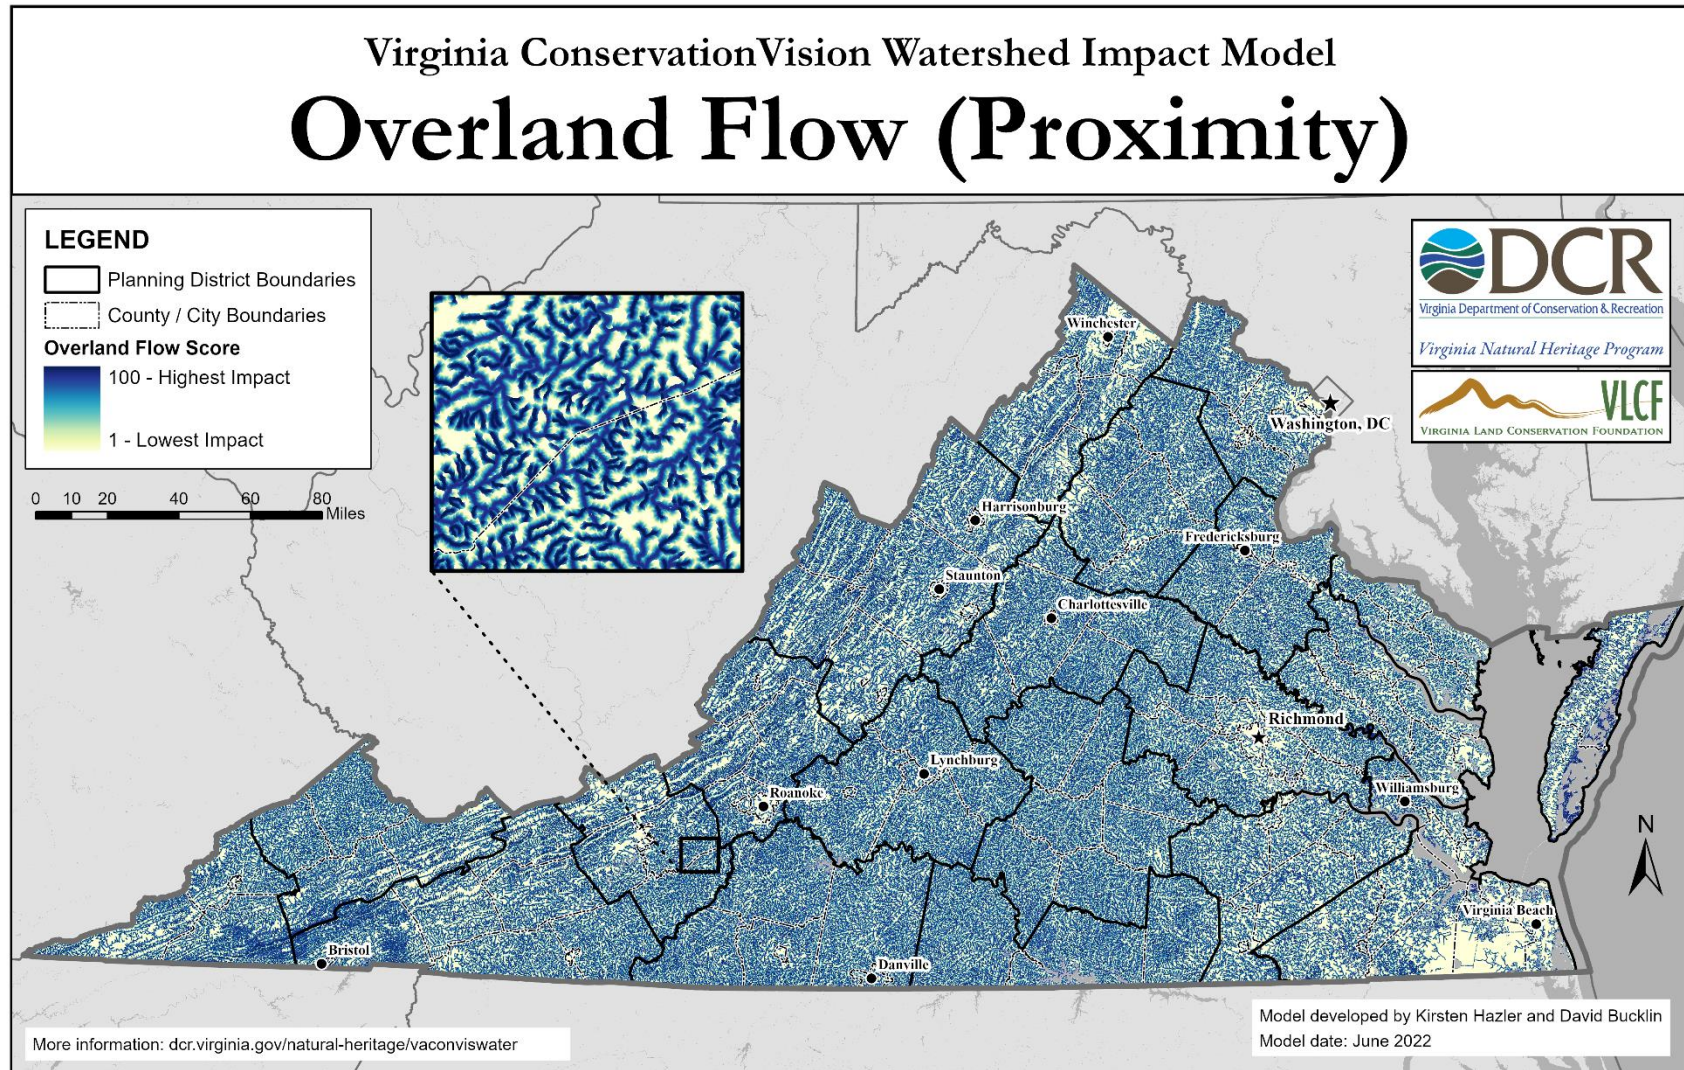 Virginia ConservationVision Watershed Impact Model
Overland Flow (Proximity)
LEGEND
Planning District Boundaries
County / City Boundaries
Overland Flow Score
100 - Highest Impact
1 - Lowest Impact
0 10 20 40 60 80
Miles
DCR
Virginia Department of Conservation & Recreation
Virginia Natural Heritage Program
VLCF
VIRGINIA LAND CONSERVATION FOUNDATION
Winchester
Washington, DC
Harrisonburg
Fredericksburg
Staunton
Charlottesville
Richmond
Lynchburg
Roanoke
Williamsburg
N
Virginia Beach
Bristol
Danville
More information: dcr.virginia.gov/natural-heritage/vaconviswater
Model developed by Kirsten Hazler and David Bucklin
Model date: June 2022